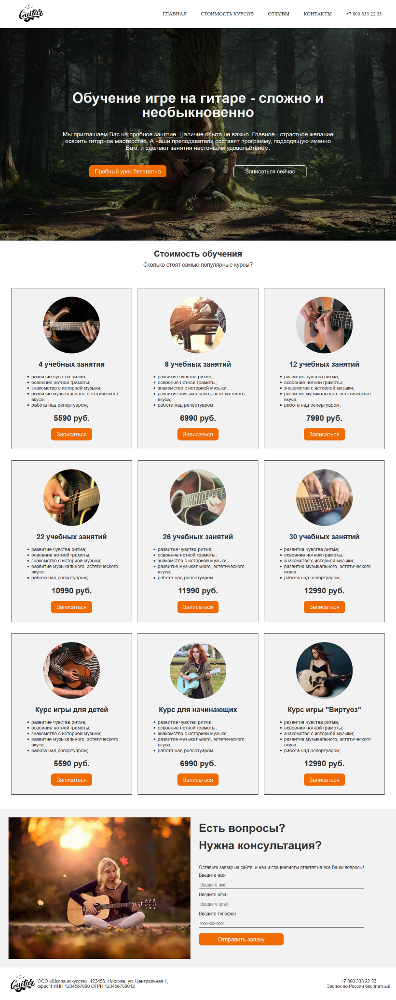 Guitar
ГЛАВНАЯ СТОИМОСТЬ КУРСОВ ОТЗЫВЫ КОНТАКТЫ +7 800 333 22 33
Обучение игре на гитаре - сложно и
необыкновенно
Мы приглашаем Вас на пробное занятие. Наличие опыта не важно. Главное - страстное желание
освоить гитарное мастерство. А наши преподаватели составят программу, подходящую именно
Вам, и сделают занятия настоящим удовольствием.
Пробный урок бесплатно
Записаться сейчас
Стоимость обучения
Сколько стоят самые популярные курсы?
4 учебных занятия
развитие чувства ритма;
освоение нотной грамоты;
знакомство с историей музыки;
развитие музыкального, эстетического
вкуса;
работа над репертуаром;
5590 руб.
Записаться
8 учебных занятий
развитие чувства ритма;
освоение нотной грамоты;
знакомство с историей музыки;
развитие музыкального, эстетического
вкуса;
работа над репертуаром;
6990 руб.
Записаться
12 учебных занятий
развитие чувства ритма;
освоение нотной грамоты;
знакомство с историей музыки;
развитие музыкального, эстетического
вкуса;
работа над репертуаром;
7990 руб.
Записаться
22 учебных занятий
развитие чувства ритма;
освоение нотной грамоты;
знакомство с историей музыки;
развитие музыкального, эстетического
вкуса;
работа над репертуаром;
10990 руб.
Записаться
26 учебных занятий
развитие чувства ритма;
освоение нотной грамоты;
знакомство с историей музыки;
развитие музыкального, эстетического
вкуса;
работа над репертуаром;
11990 руб.
Записаться
30 учебных занятий
развитие чувства ритма;
освоение нотной грамоты;
знакомство с историей музыки;
развитие музыкального, эстетического
вкуса;
работа над репертуаром;
12990 руб.
Записаться
Курс игры для детей
развитие чувства ритма;
освоение нотной грамоты;
знакомство с историей музыки;
развитие музыкального, эстетического
вкуса;
работа над репертуаром;
5590 руб.
Записаться
Курс для начинающих
развитие чувства ритма;
освоение нотной грамоты;
знакомство с историей музыки;
развитие музыкального, эстетического
вкуса;
работа над репертуаром;
6990 руб.
Записаться
Курс игры "Виртуоз"
развитие чувства ритма;
освоение нотной грамоты;
знакомство с историей музыки;
развитие музыкального, эстетического
вкуса;
работа над репертуаром;
12990 руб.
Записаться
Есть вопросы?
Нужна консультация?
Оставьте заявку на сайте, и наши специалисты ответят на все Ваши вопросы!
Введите имя
Введите имя
Введите email
Введите email
Введите телефон
xxx-xxx-xxx
Отправить заявку
Guitar
ООО «Школа искусств», 123456, г.Москва, ул. Центральная 1,
офис 1 ИНН 1234567890 ОГРН 123456789012
+7 800 333 22 33
Звонок по России бесплатный